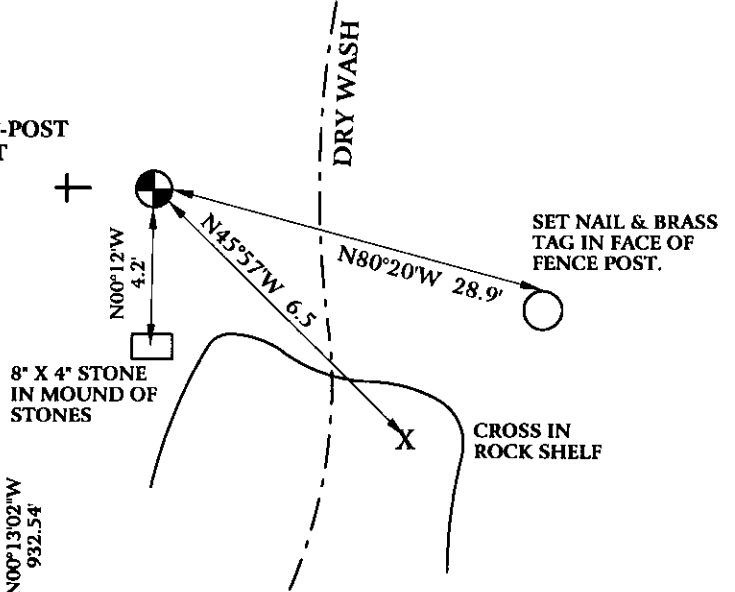 -POST
T
DRY WASH
N45°57'W 6.5
N80°20'W 28.9'
SET NAIL & BRASS
TAG IN FACE OF
FENCE POST.
N00°12'W
4.2'
8" X 4" STONE
IN MOUND OF
STONES
X
CROSS IN
ROCK SHELF
N00°13'02"W
932.54'